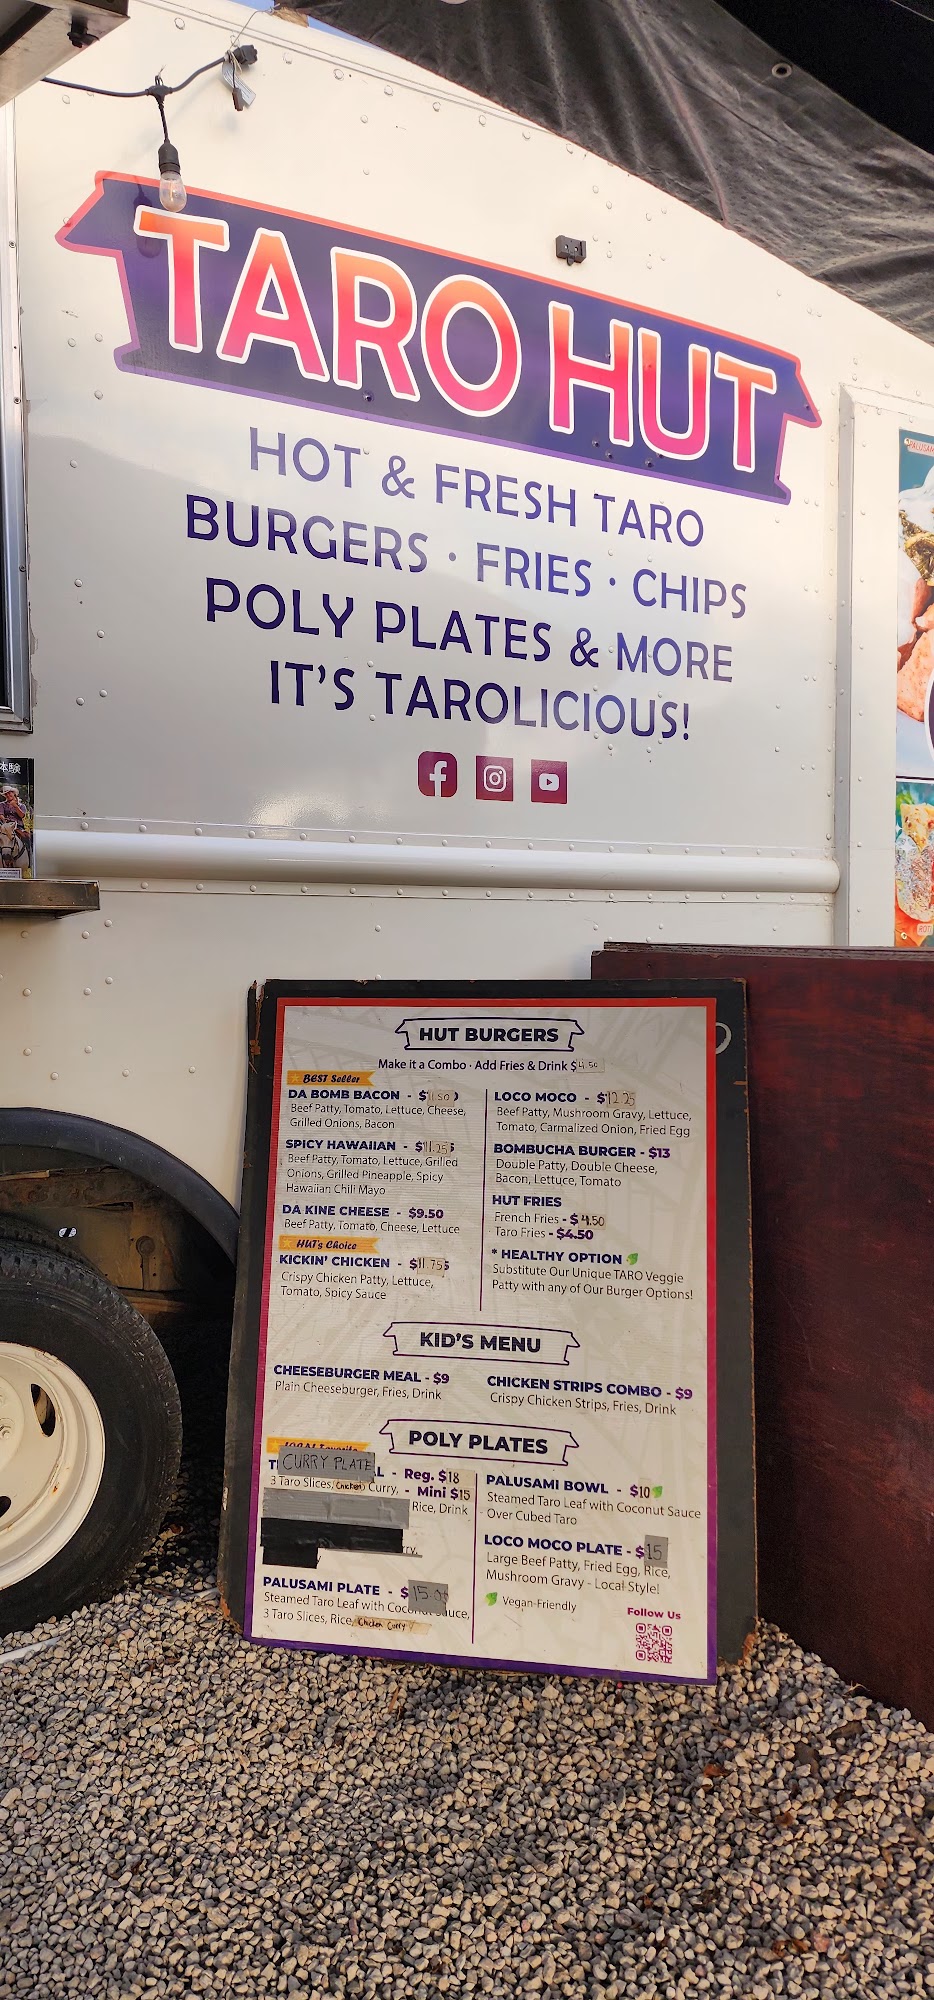 TARO HUT
HOT & FRESH TARO
BURGERS · FRIES · CHIPS
POLY PLATES & MORE
IT'S TAROLICIOUS!
本験
PALUSAM
ROTI
HUT BURGERS
Make it a Combo · Add Fries & Drink $4.50
BEST Seller
DA BOMB BACON - $11.50
Beef Patty, Tomato, Lettuce, Cheese,
Grilled Onions, Bacon
SPICY HAWAIIAN - $11.25
Beef Patty, Tomato, Lettuce, Grilled
Onions, Grilled Pineapple, Spicy
Hawaiian Chili Mayo
DA KINE CHEESE - $9.50
Beef Patty, Tomato, Cheese, Lettuce
HUT's Choice
KICKIN' CHICKEN - $11.75
Crispy Chicken Patty, Lettuce,
Tomato, Spicy Sauce
LOCO MOCO - $12.25
Beef Patty, Mushroom Gravy, Lettuce,
Tomato, Carmalized Onion, Fried Egg
BOMBUCHA BURGER - $13
Double Patty, Double Cheese,
Bacon, Lettuce, Tomato
HUT FRIES
French Fries - $4.50
Taro Fries - $4.50
* HEALTHY OPTION
Substitute Our Unique TARO Veggie
Patty with any of Our Burger Options!
KID'S MENU
CHEESEBURGER MEAL - $9
Plain Cheeseburger, Fries, Drink
CHICKEN STRIPS COMBO - $9
Crispy Chicken Strips, Fries, Drink
POLY PLATES
CURRY PLATE - Reg. $18
3 Taro Slices, Chicken Curry, - Mini $15
Rice, Drink
PALUSAMI PLATE - $15.00
Steamed Taro Leaf with Coconut Sauce,
3 Taro Slices, Rice, Chicken Curry
PALUSAMI BOWL - $10
Steamed Taro Leaf with Coconut Sauce
Over Cubed Taro
LOCO MOCO PLATE - $15
Large Beef Patty, Fried Egg, Rice,
Mushroom Gravy - Local Style!
Vegan-Friendly
Follow Us